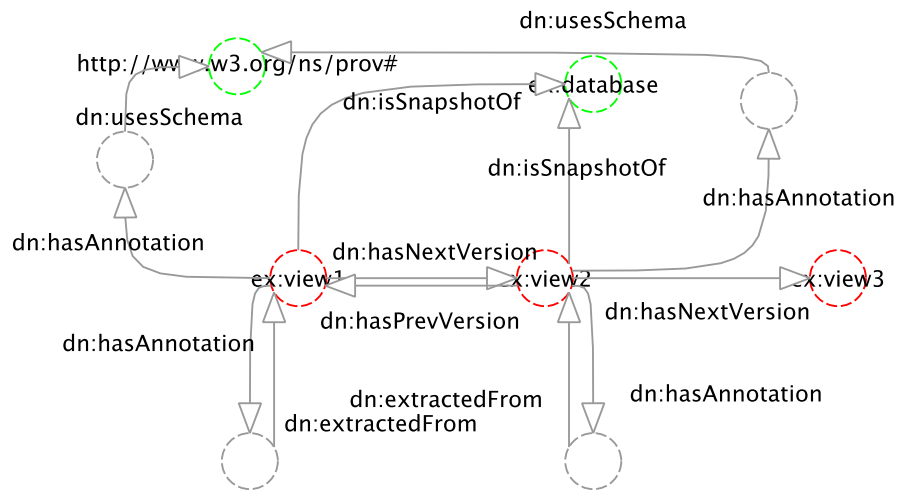 dn:usesSchema
http://www.w3.org/ns/prov#
ex:database
dn:isSnapshotOf
dn:usesSchema
dn:isSnapshotOf
dn:hasAnnotation
dn:hasAnnotation
dn:hasNextVersion
ex:view1
ex:view2
ex:view3
dn:hasPrevVersion
dn:hasNextVersion
dn:hasAnnotation
dn:hasAnnotation
dn:extractedFrom
dn:extractedFrom